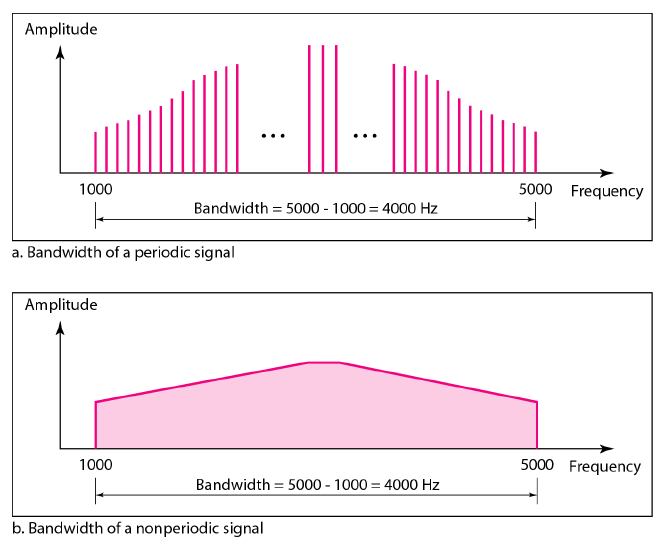 Amplitude
... ...
1000 5000 Frequency
Bandwidth = 5000 - 1000 = 4000 Hz
a. Bandwidth of a periodic signal
Amplitude
1000 5000 Frequency
Bandwidth = 5000 - 1000 = 4000 Hz
b. Bandwidth of a nonperiodic signal